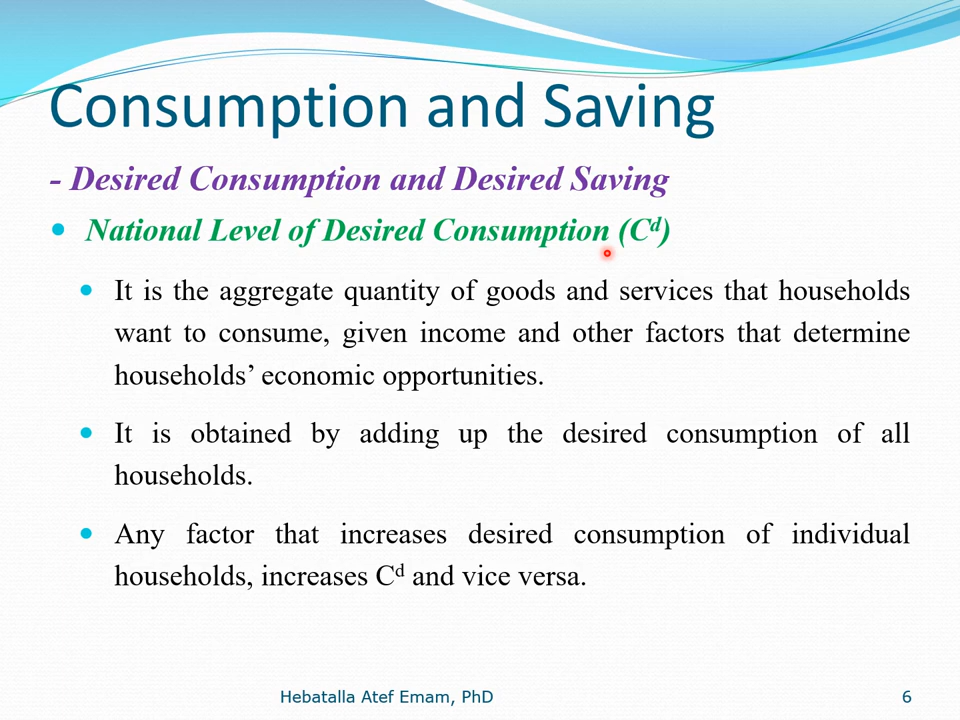 Consumption and Saving
- Desired Consumption and Desired Saving
• National Level of Desired Consumption (Cᵈ)
• It is the aggregate quantity of goods and services that households
want to consume, given income and other factors that determine
households’ economic opportunities.
• It is obtained by adding up the desired consumption of all
households.
• Any factor that increases desired consumption of individual
households, increases Cᵈ and vice versa.
Hebatalla Atef Emam, PhD
6